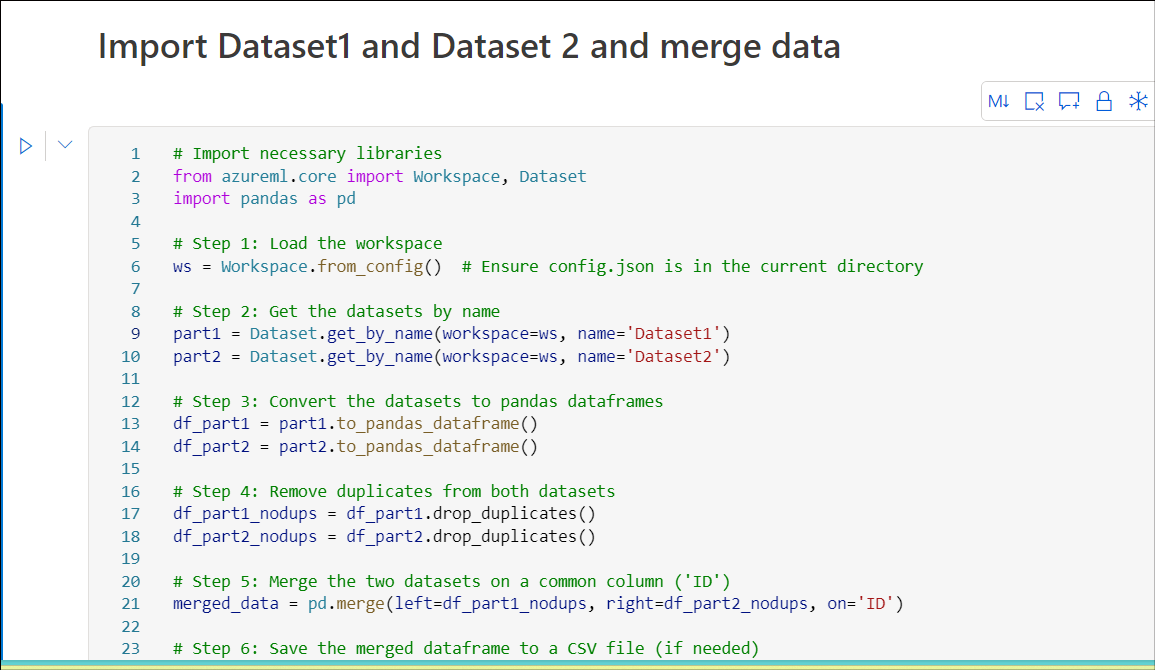 Import Dataset1 and Dataset 2 and merge data
M↓
1 # Import necessary libraries
2 from azureml.core import Workspace, Dataset
3 import pandas as pd
4
5 # Step 1: Load the workspace
6 ws = Workspace.from_config()  # Ensure config.json is in the current directory
7
8 # Step 2: Get the datasets by name
9 part1 = Dataset.get_by_name(workspace=ws, name='Dataset1')
10 part2 = Dataset.get_by_name(workspace=ws, name='Dataset2')
11
12 # Step 3: Convert the datasets to pandas dataframes
13 df_part1 = part1.to_pandas_dataframe()
14 df_part2 = part2.to_pandas_dataframe()
15
16 # Step 4: Remove duplicates from both datasets
17 df_part1_nodups = df_part1.drop_duplicates()
18 df_part2_nodups = df_part2.drop_duplicates()
19
20 # Step 5: Merge the two datasets on a common column ('ID')
21 merged_data = pd.merge(left=df_part1_nodups, right=df_part2_nodups, on='ID')
22
23 # Step 6: Save the merged dataframe to a CSV file (if needed)